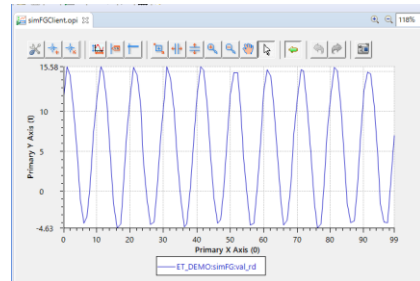 simFGClient.opi
118%
15.58
10
5
0
-4.63
Primary Y Axis (1)
0 10 20 30 40 50 60 70 80 90 99
Primary X Axis (0)
ET_DEMO:simFG:val_rd